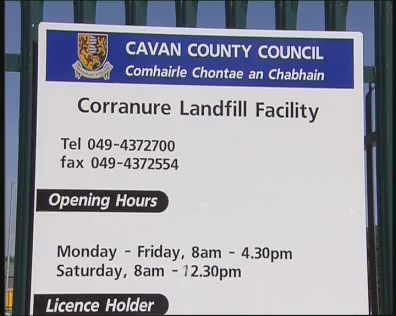 CAVAN COUNTY COUNCIL
Comhairle Chontae an Chabhain
Corranure Landfill Facility
Tel 049-4372700
fax 049-4372554
Opening Hours
Monday - Friday, 8am - 4.30pm
Saturday, 8am - 12.30pm
Licence Holder